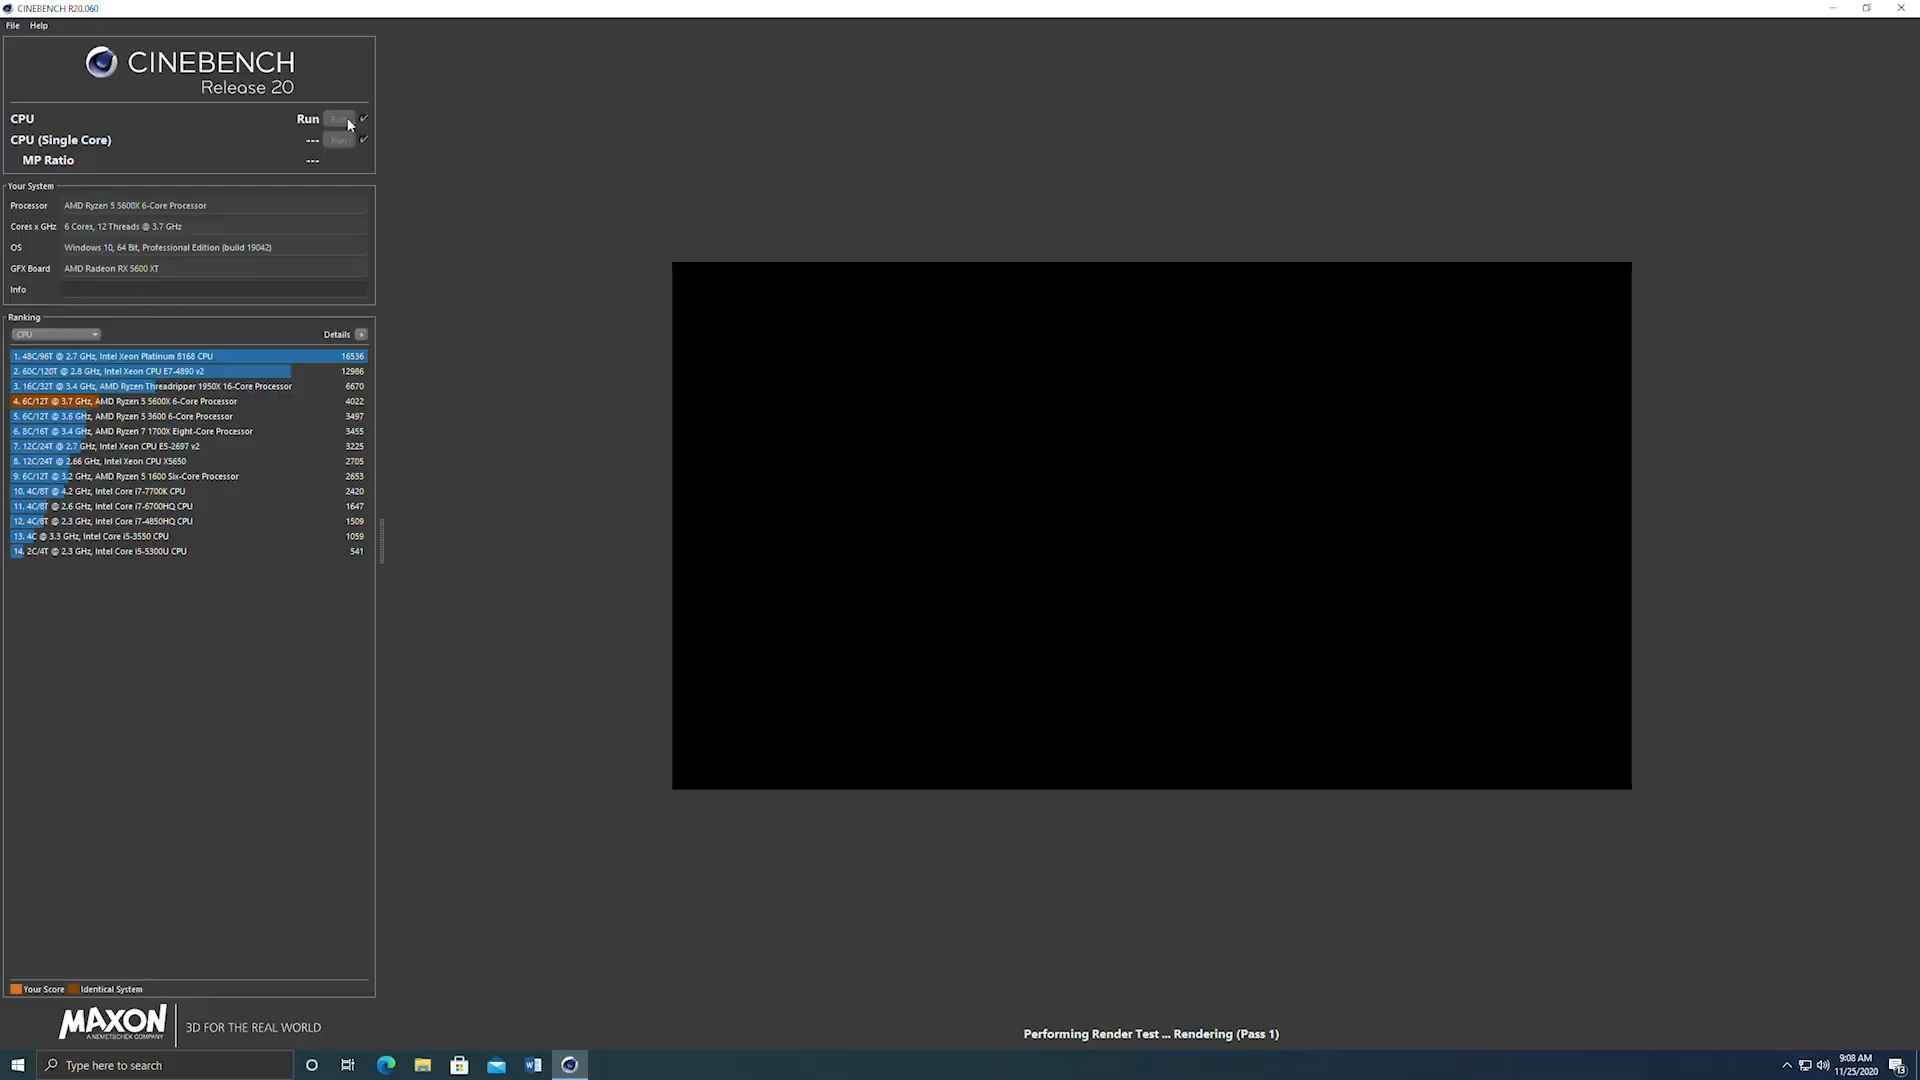 CINEBENCH R20.060
File Help
CINEBENCH
Release 20
CPU Run Run
CPU (Single Core) --- Run
MP Ratio ---
Your System
Processor AMD Ryzen 5 5600X 6-Core Processor
Cores x GHz 6 Cores, 12 Threads @ 3.7 GHz
OS Windows 10, 64 Bit, Professional Edition (build 19042)
GFX Board AMD Radeon RX 5600 XT
Info
Ranking
CPU Details
1. 48C/96T @ 2.7 GHz, Intel Xeon Platinum 8168 CPU 16536
2. 60C/120T @ 2.8 GHz, Intel Xeon CPU E7-4890 v2 12986
3. 16C/32T @ 3.4 GHz, AMD Ryzen Threadripper 1950X 16-Core Processor 6670
4. 6C/12T @ 3.7 GHz, AMD Ryzen 5 5600X 6-Core Processor 4022
5. 6C/12T @ 3.6 GHz, AMD Ryzen 5 3600 6-Core Processor 3497
6. 8C/16T @ 3.4 GHz, AMD Ryzen 7 1700X Eight-Core Processor 3455
7. 12C/24T @ 2.7 GHz, Intel Xeon CPU E5-2697 v2 3225
8. 12C/24T @ 2.66 GHz, Intel Xeon CPU X5650 2705
9. 6C/12T @ 3.2 GHz, AMD Ryzen 5 1600 Six-Core Processor 2653
10. 4C/8T @ 4.2 GHz, Intel Core i7-7700K CPU 2420
11. 4C/8T @ 2.6 GHz, Intel Core i7-6700HQ CPU 1647
12. 4C/8T @ 2.3 GHz, Intel Core i7-4850HQ CPU 1509
13. 4C @ 3.3 GHz, Intel Core i5-3550 CPU 1059
14. 2C/4T @ 2.3 GHz, Intel Core i5-5300U CPU 541
Your Score Identical System
MAXON
A NEMETSCHEK COMPANY
3D FOR THE REAL WORLD
Performing Render Test ... Rendering (Pass 1)
Type here to search
9:08 AM
11/25/2020
13